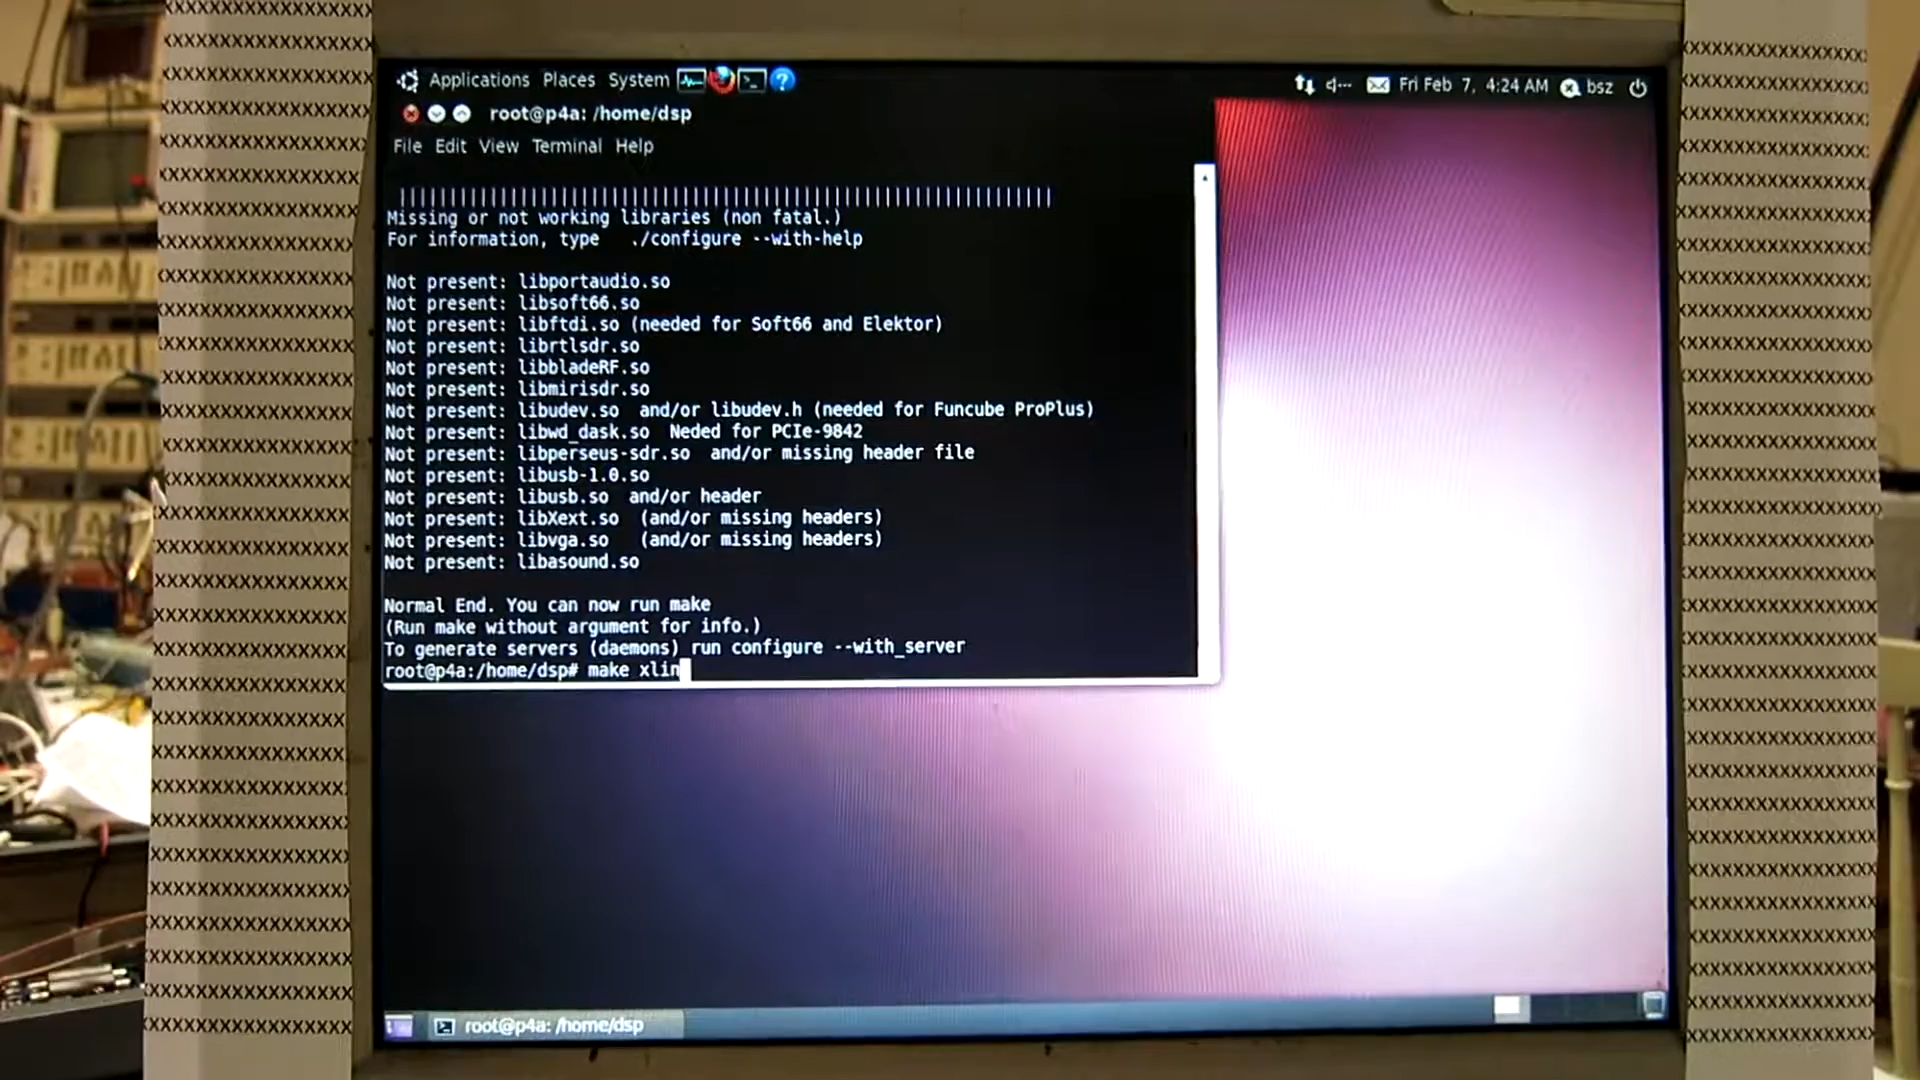 Applications Places System
Fri Feb 7, 4:24 AM bsz
root@p4a: /home/dsp
File Edit View Terminal Help
||||||||||||||||||||||||||||||||||||||||||||||||||||||||||||||||
Missing or not working libraries (non fatal.)
For information, type ./configure --with-help
Not present: libportaudio.so
Not present: libsoft66.so
Not present: libftdi.so (needed for Soft66 and Elektor)
Not present: librtlsdr.so
Not present: libbladeRF.so
Not present: libmirisdr.so
Not present: libudev.so and/or libudev.h (needed for Funcube ProPlus)
Not present: libwd_dask.so Neded for PCIe-9842
Not present: libperseus-sdr.so and/or missing header file
Not present: libusb-1.0.so
Not present: libusb.so and/or header
Not present: libXext.so (and/or missing headers)
Not present: libvga.so (and/or missing headers)
Not present: libasound.so
Normal End. You can now run make
(Run make without argument for info.)
To generate servers (daemons) run configure --with_server
root@p4a:/home/dsp# make xlin
root@p4a: /home/dsp